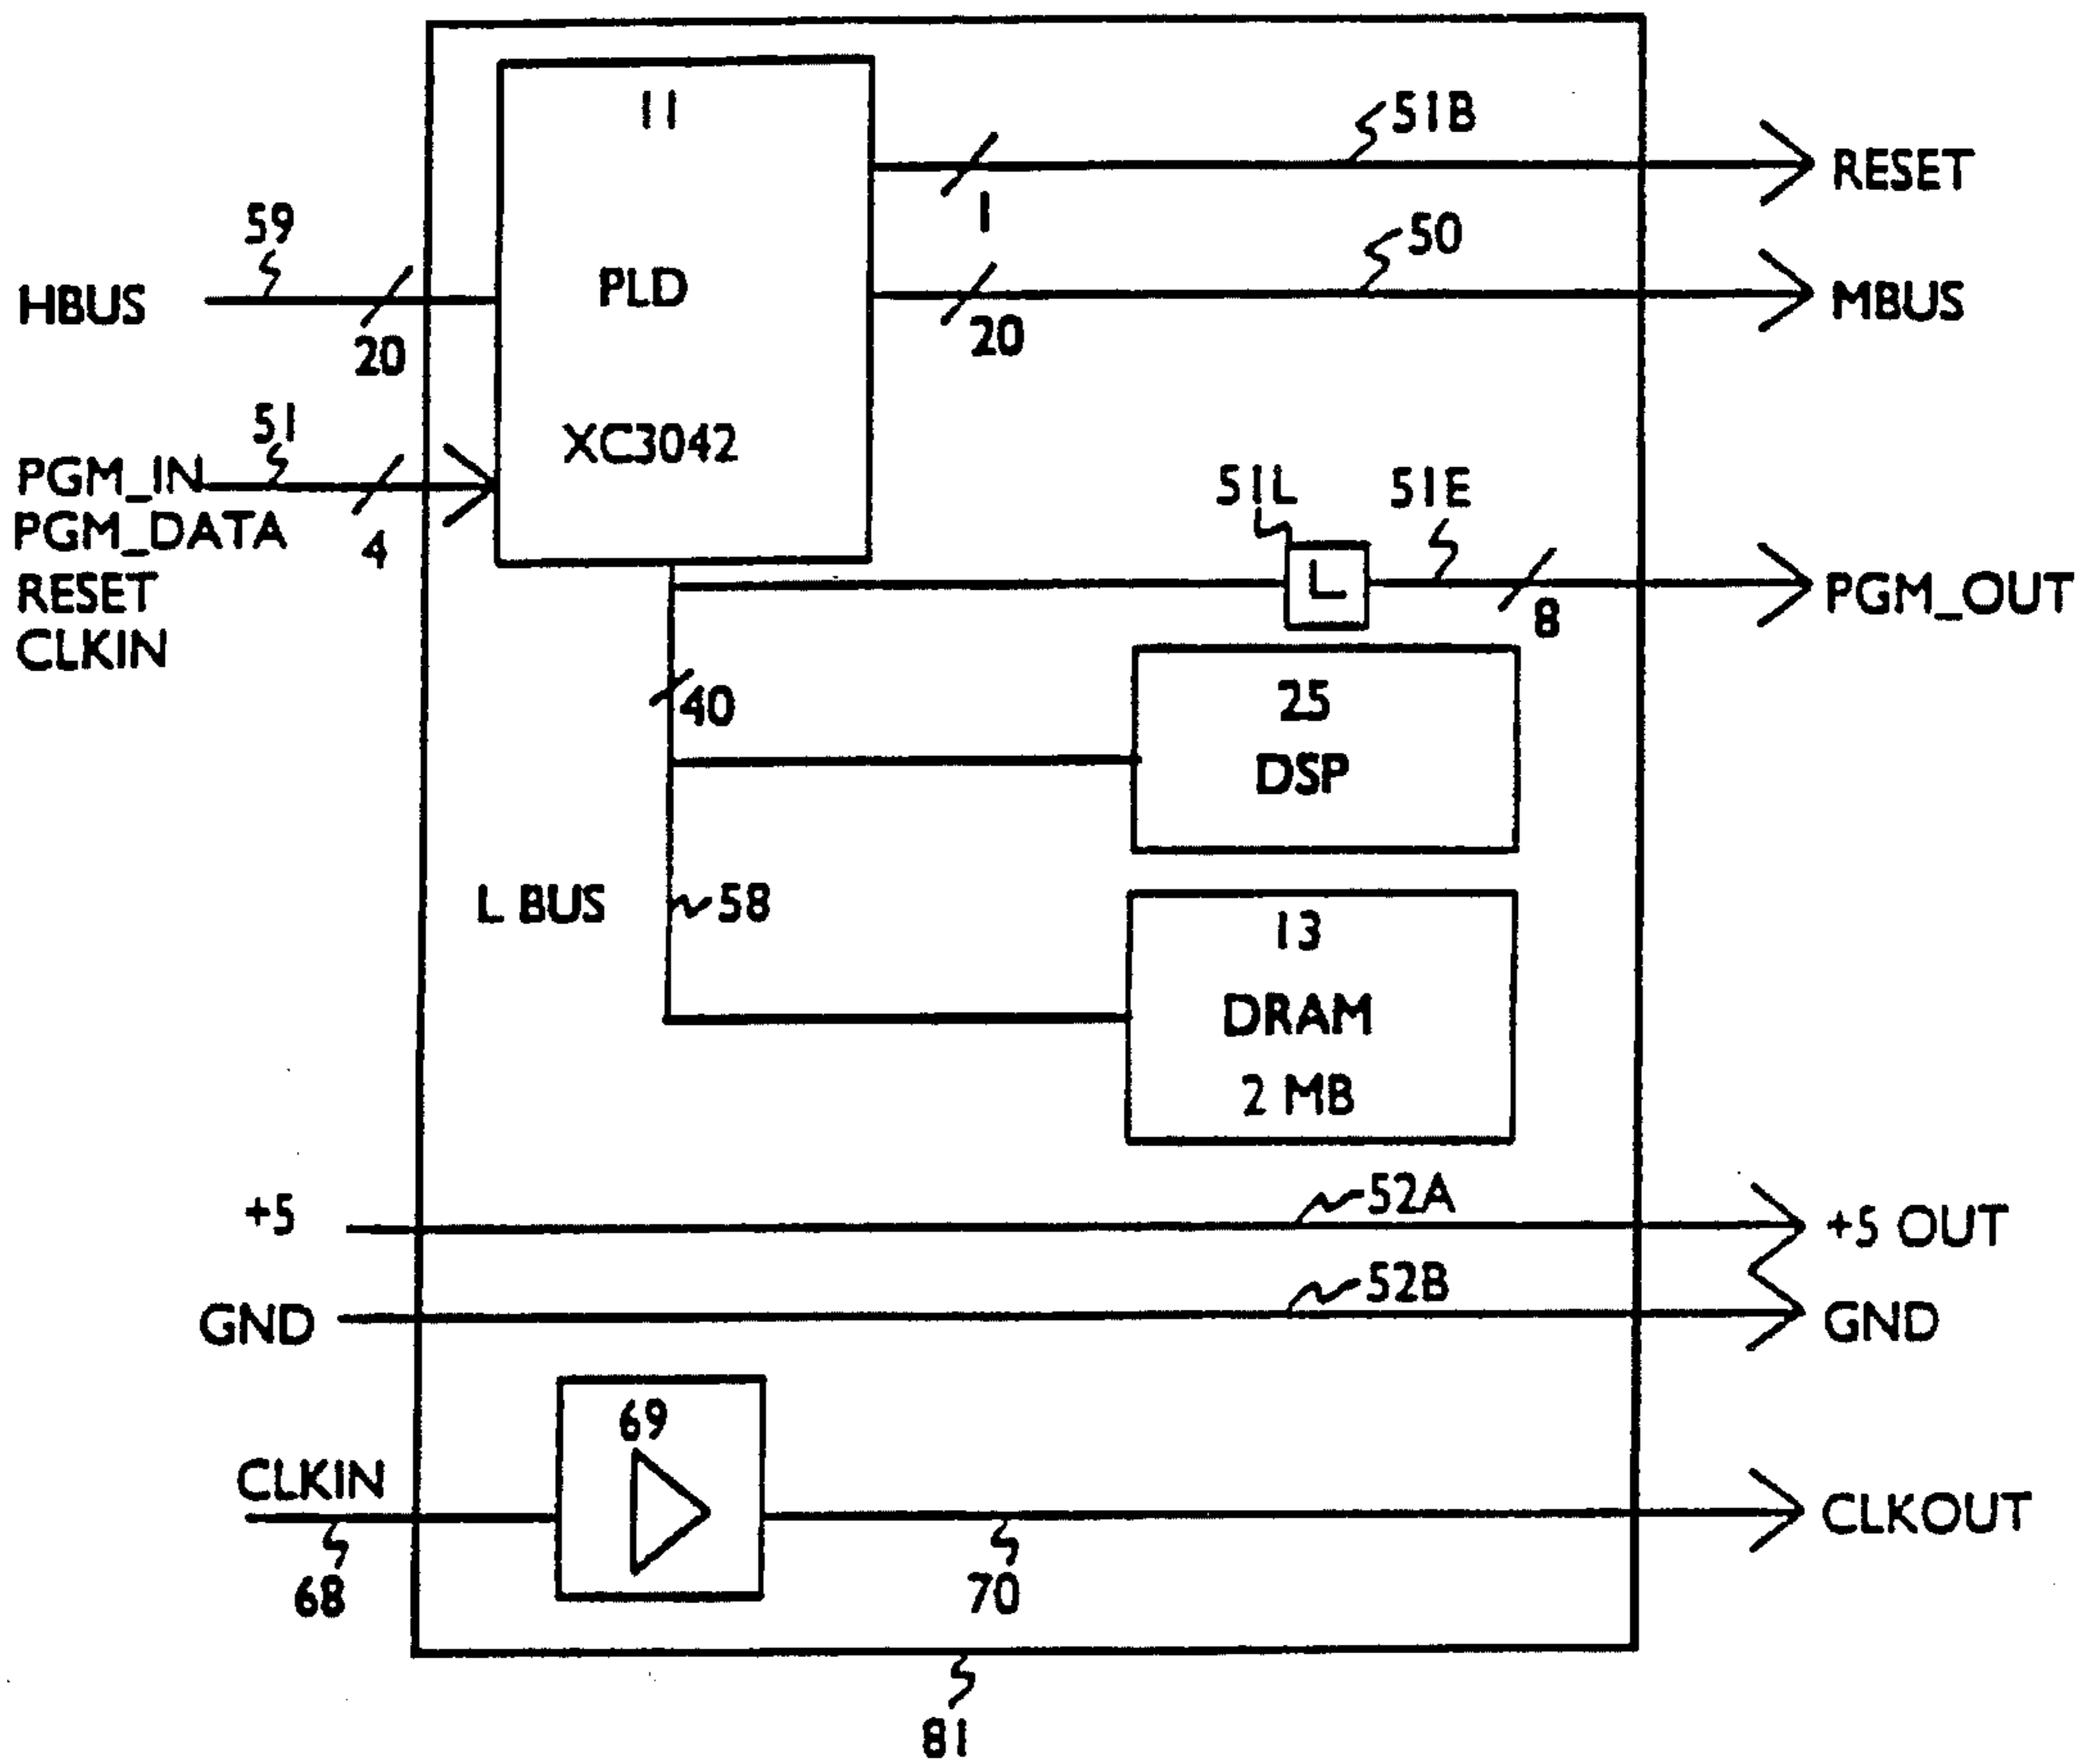 11
51B
RESET
1
59
HBUS
20
PLD
50
MBUS
20
51
PGM_IN
PGM_DATA
RESET
CLKIN
4
XC3042
51L
L
51E
8
PGM_OUT
40
25
DSP
L BUS
58
13
DRAM
2 MB
+5
52A
+5 OUT
GND
52B
GND
69
CLKIN
68
70
CLKOUT
81